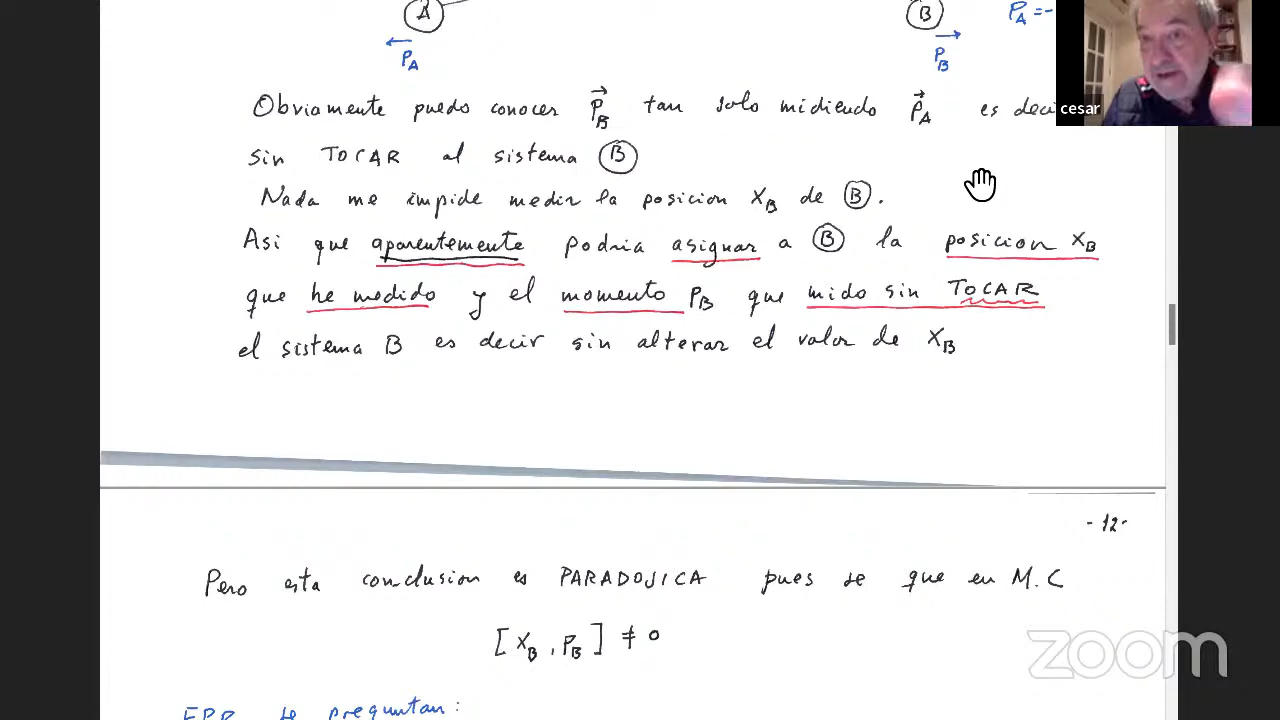 A B P_A = -
P_A P_B
Obviamente puedo conocer P⃗_B tan solo midiendo P⃗_A es deci
cesar
sin TOCAR al sistema B
Nada me impide medir la posicion x_B de B.
Asi que aparentemente podria asignar a B la posicion x_B
que he medido y el momento P_B que mido sin TOCAR
el sistema B es decir sin alterar el valor de x_B
- 12 -
Pero esta conclusion es PARADOJICA pues se que en M.C
[x_B, P_B] ≠ 0
zoom
EPR se preguntan: